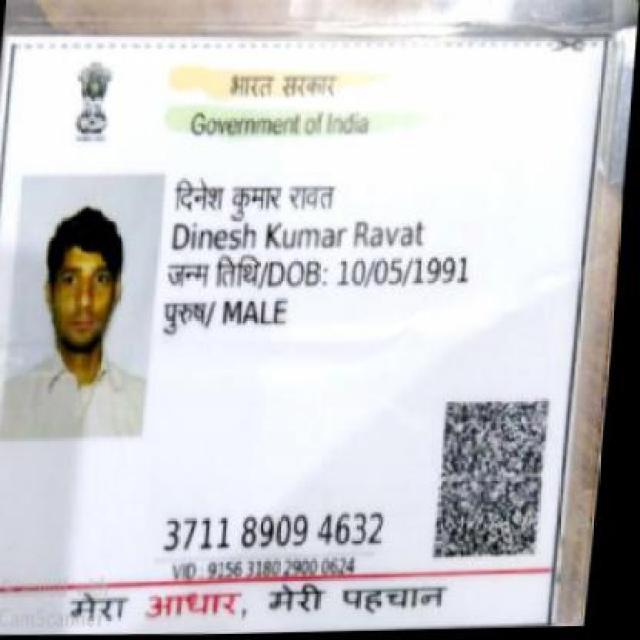 भारत सरकार
Government of India
दिनेश कुमार रावत
Dinesh Kumar Ravat
जन्म तिथि/DOB: 10/05/1991
पुरुष/ MALE
3711 8909 4632
VID : 9156 3180 2900 0624
मेरा आधार, मेरी पहचान
CamScanner